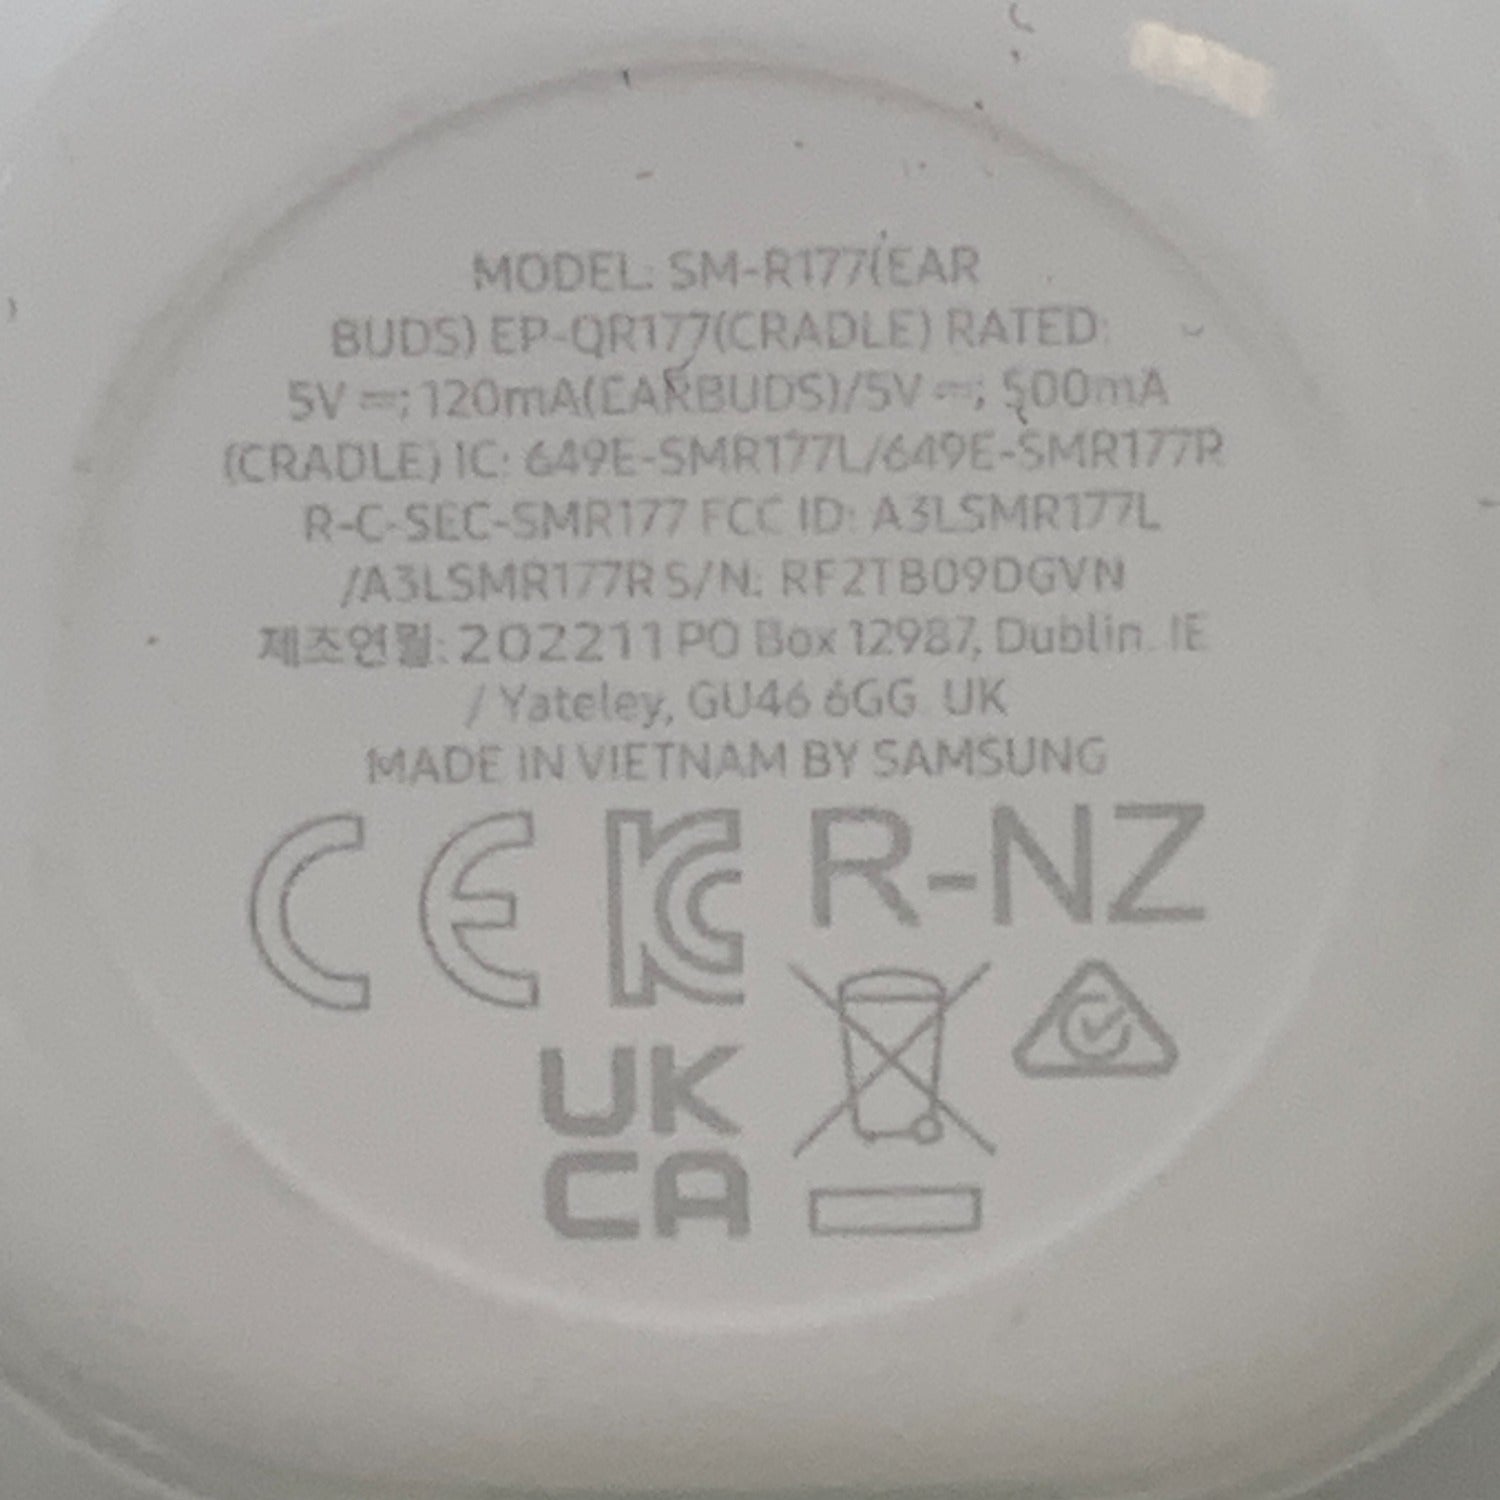 MODEL: SM-R177(EAR
BUDS) EP-QR177(CRADLE) RATED:
5V ⎓; 120mA(EARBUDS)/5V ⎓; 500mA
(CRADLE) IC: 649E-SMR177L/649E-SMR177R
R-C-SEC-SMR177 FCC ID: A3LSMR177L
/A3LSMR177R S/N: RF2TB09DGVN
제조연월: 202211 PO Box 12987, Dublin. IE
/ Yateley, GU46 6GG. UK
MADE IN VIETNAM BY SAMSUNG
CE KC R-NZ
UK
CA